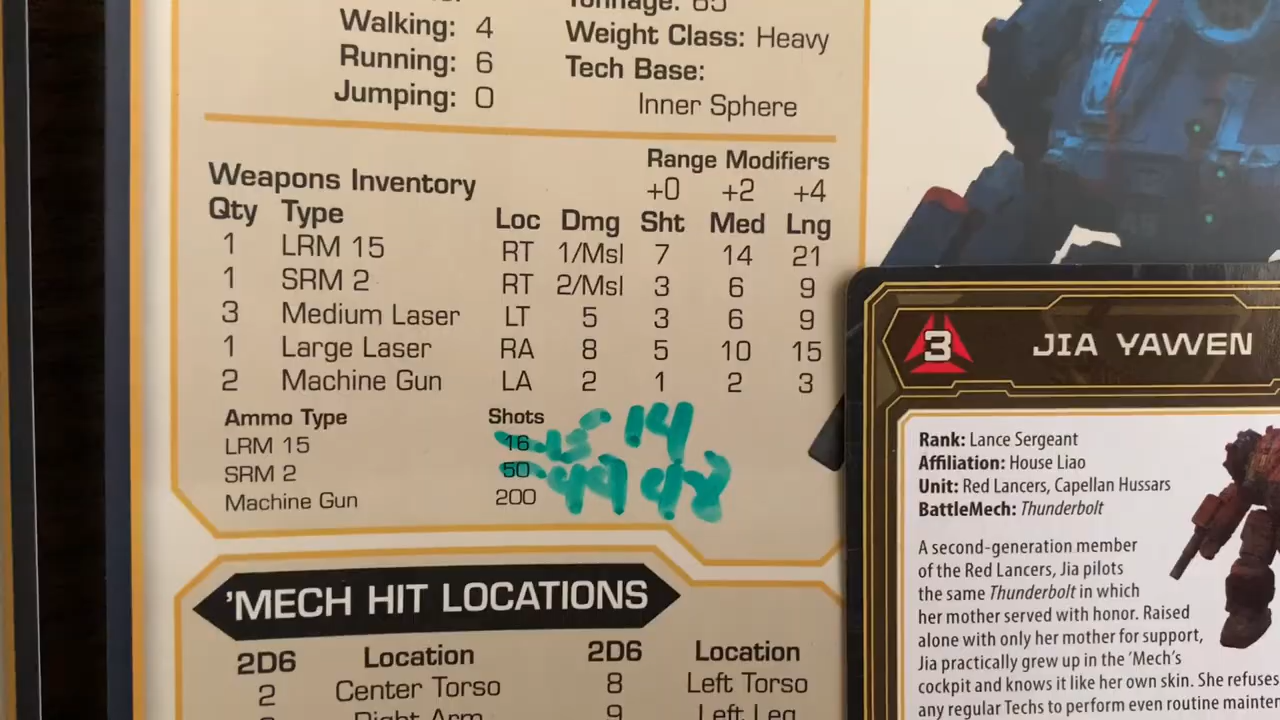 Walking: 4
Running: 6
Jumping: 0
Tonnage: 65
Weight Class: Heavy
Tech Base:
Inner Sphere
Weapons Inventory
Range Modifiers
+0 +2 +4
Qty Type Loc Dmg Sht Med Lng
1 LRM 15 RT 1/Msl 7 14 21
1 SRM 2 RT 2/Msl 3 6 9
3 Medium Laser LT 5 3 6 9
1 Large Laser RA 8 5 10 15
2 Machine Gun LA 2 1 2 3
Ammo Type Shots
LRM 15 16 15 14
SRM 2 50 49 48
Machine Gun 200
'MECH HIT LOCATIONS
2D6 Location 2D6 Location
2 Center Torso 8 Left Torso
Right Arm 9 Left Leg
3 JIA YAWEN
Rank: Lance Sergeant
Affiliation: House Liao
Unit: Red Lancers, Capellan Hussars
BattleMech: Thunderbolt
A second-generation member
of the Red Lancers, Jia pilots
the same Thunderbolt in which
her mother served with honor. Raised
alone with only her mother for support,
Jia practically grew up in the 'Mech's
cockpit and knows it like her own skin. She refuses
any regular Techs to perform even routine mainten